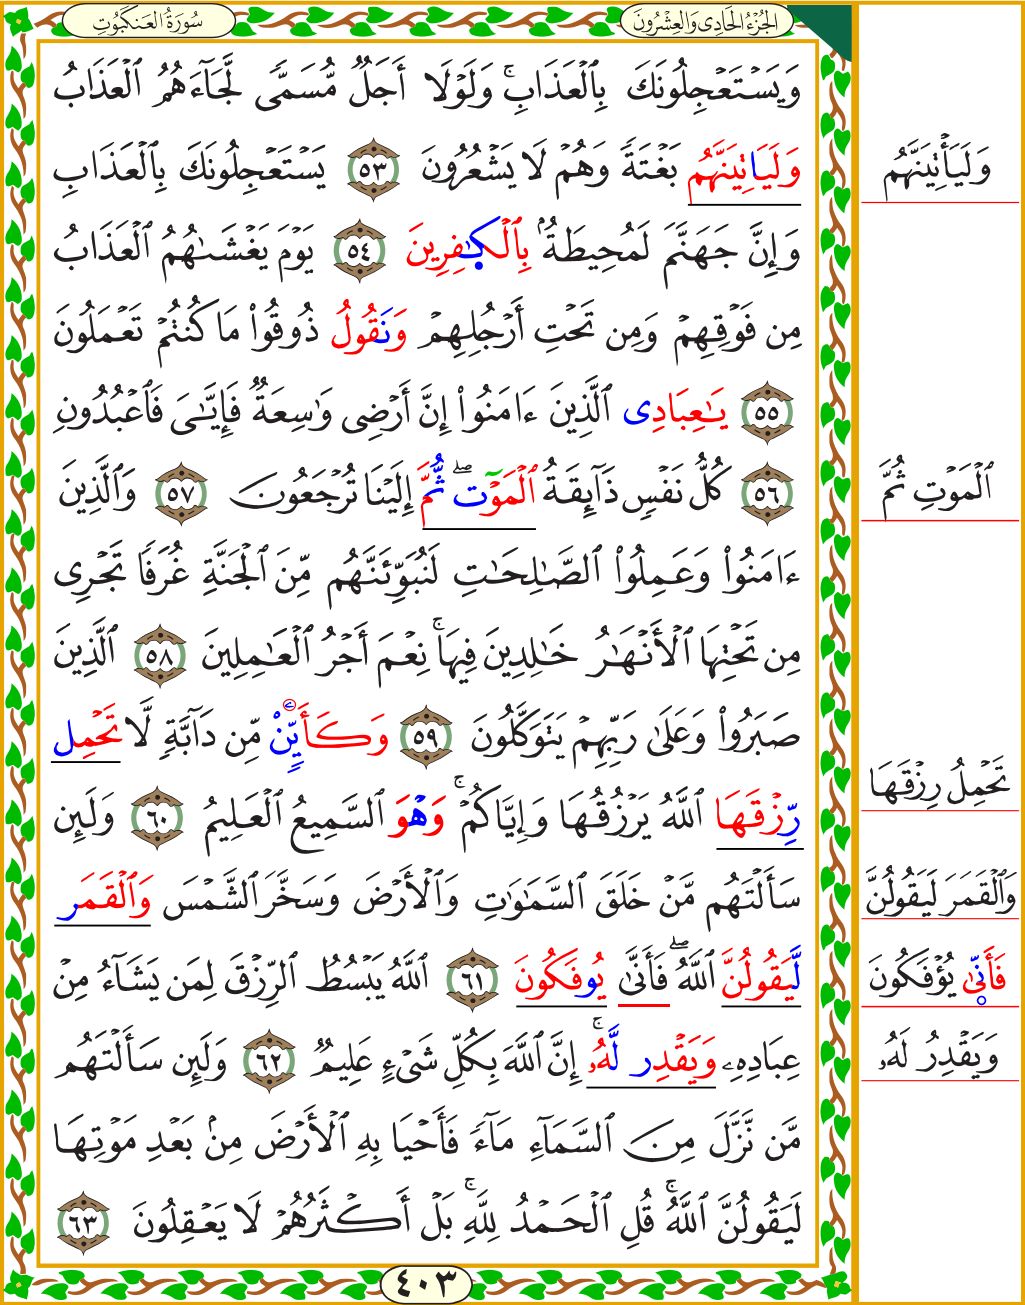 الجُزْءُ الحَادِي وَالعِشْرُونَ
سُورَةُ العَنكَبُوتِ
وَيَسۡتَعۡجِلُونَكَ بِٱلۡعَذَابِۚ وَلَوۡلَآ أَجَلٞ مُّسَمّٗى لَّجَآءَهُمُ ٱلۡعَذَابُ
وَلَيَاتِيَنَّهُم بَغۡتَةٗ وَهُمۡ لَا يَشۡعُرُونَ ٥٣ يَسۡتَعۡجِلُونَكَ بِٱلۡعَذَابِ
وَلَيَأۡتِيَنَّهُم
وَإِنَّ جَهَنَّمَ لَمُحِيطَةُۢ بِٱلۡكَٰفِرِينَ ٥٤ يَوۡمَ يَغۡشَىٰهُمُ ٱلۡعَذَابُ
مِن فَوۡقِهِمۡ وَمِن تَحۡتِ أَرۡجُلِهِمۡ وَنَقُولُ ذُوقُواْ مَا كُنتُمۡ تَعۡمَلُونَ
٥٥ يَٰعِبَادِي ٱلَّذِينَ ءَامَنُوٓاْ إِنَّ أَرۡضِي وَٰسِعَةٞ فَإِيَّٰيَ فَٱعۡبُدُونِ
٥٦ كُلُّ نَفۡسٖ ذَآئِقَةُ ٱلۡمَوۡت ثُّمَّ إِلَيۡنَا تُرۡجَعُونَ ٥٧ وَٱلَّذِينَ
ٱلۡمَوۡتِ ثُمَّ
ءَامَنُواْ وَعَمِلُواْ ٱلصَّٰلِحَٰتِ لَنُبَوِّئَنَّهُم مِّنَ ٱلۡجَنَّةِ غُرَفٗا تَجۡرِي
مِن تَحۡتِهَا ٱلۡأَنۡهَٰرُ خَٰلِدِينَ فِيهَاۚ نِعۡمَ أَجۡرُ ٱلۡعَٰمِلِينَ ٥٨ ٱلَّذِينَ
صَبَرُواْ وَعَلَىٰ رَبِّهِمۡ يَتَوَكَّلُونَ ٥٩ وَكَأَيِّنۡ مِّن دَآبَّةٖ لَّا تَحۡمِل
تَحۡمِلُ رِزۡقَهَا
رِّزۡقَهَا ٱللَّهُ يَرۡزُقُهَا وَإِيَّاكُمۡۚ وَهۡوَ ٱلسَّمِيعُ ٱلۡعَلِيمُ ٦٠ وَلَئِن
سَأَلۡتَهُم مَّنۡ خَلَقَ ٱلسَّمَٰوَٰتِ وَٱلۡأَرۡضَ وَسَخَّرَ ٱلشَّمۡسَ وَٱلۡقَمَر
وَٱلۡقَمَرَ لَيَقُولُنَّ
لَّيَقُولُنَّ ٱللَّهُۖ فَأَنَّىٰ يُوفَكُونَ ٦١ ٱللَّهُ يَبۡسُطُ ٱلرِّزۡقَ لِمَن يَشَآءُ مِنۡ
فَأَنّٜىٰ يُؤۡفَكُونَ
عِبَادِهِۦ وَيَقۡدِر لَّهُۥٓۚ إِنَّ ٱللَّهَ بِكُلِّ شَيۡءٍ عَلِيمٞ ٦٢ وَلَئِن سَأَلۡتَهُم
وَيَقۡدِرُ لَهُۥ
مَّن نَّزَّلَ مِنَ ٱلسَّمَآءِ مَآءٗ فَأَحۡيَا بِهِ ٱلۡأَرۡضَ مِنۢ بَعۡدِ مَوۡتِهَا
لَيَقُولُنَّ ٱللَّهُۚ قُلِ ٱلۡحَمۡدُ لِلَّهِۚ بَلۡ أَكۡثَرُهُمۡ لَا يَعۡقِلُونَ ٦٣
٤٠٣